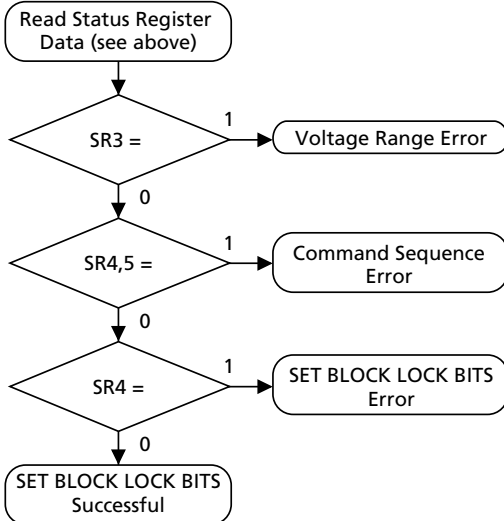 Read Status Register
Data (see above)
SR3 =
1
Voltage Range Error
0
SR4,5 =
1
Command Sequence
Error
0
SR4 =
1
SET BLOCK LOCK BITS
Error
0
SET BLOCK LOCK BITS
Successful